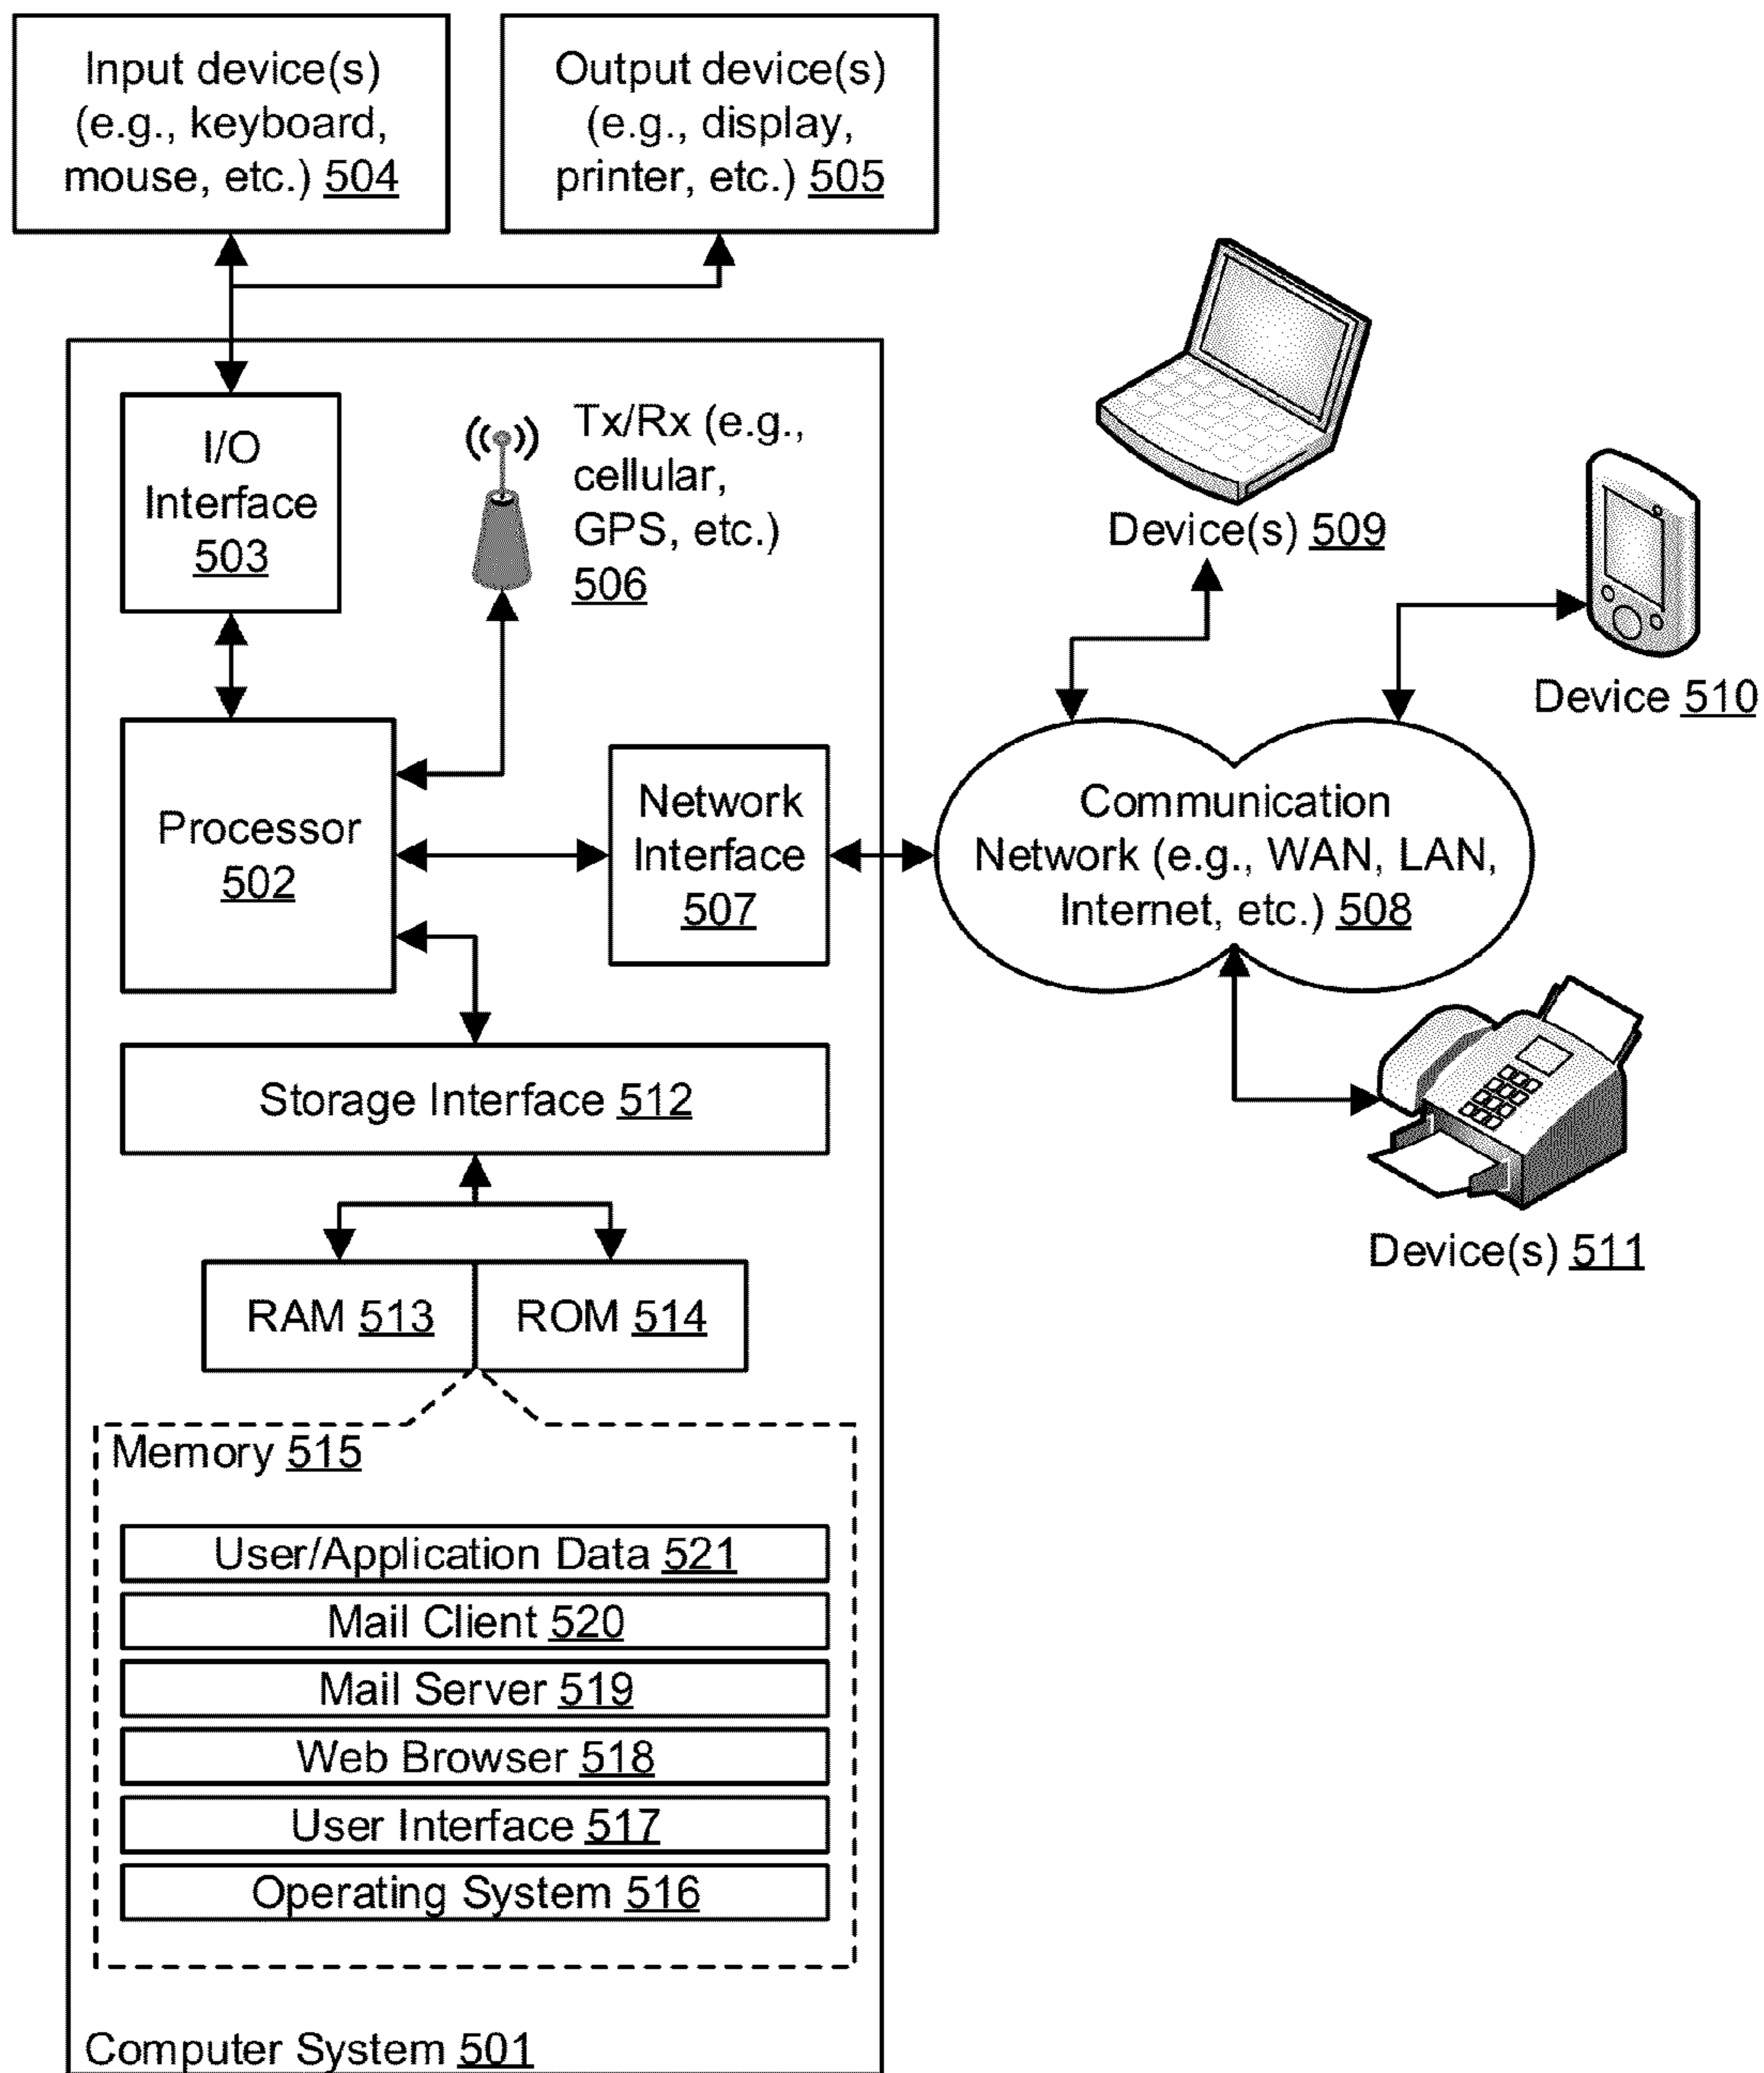 Input device(s)
(e.g., keyboard,
mouse, etc.) 504
Output device(s)
(e.g., display,
printer, etc.) 505
I/O
Interface
503
Tx/Rx (e.g.,
cellular,
GPS, etc.)
506
Device(s) 509
Device 510
Processor
502
Network
Interface
507
Communication
Network (e.g., WAN, LAN,
Internet, etc.) 508
Storage Interface 512
Device(s) 511
RAM 513
ROM 514
Memory 515
User/Application Data 521
Mail Client 520
Mail Server 519
Web Browser 518
User Interface 517
Operating System 516
Computer System 501